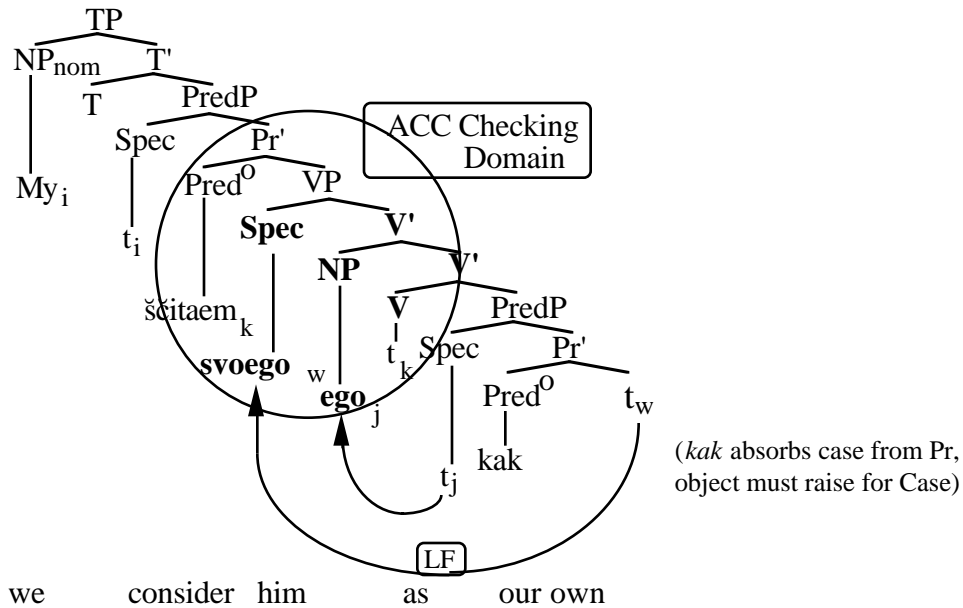 TP
NPnom T'
T PredP
ACC Checking
Domain
Spec Pr'
Myi Predo VP
Spec V'
ti
NP V'
ščitaemk V PredP
tk Spec Pr'
svoego w
egoj Predo tw
kak
(kak absorbs case from Pr,
object must raise for Case)
tj
LF
we consider him as our own